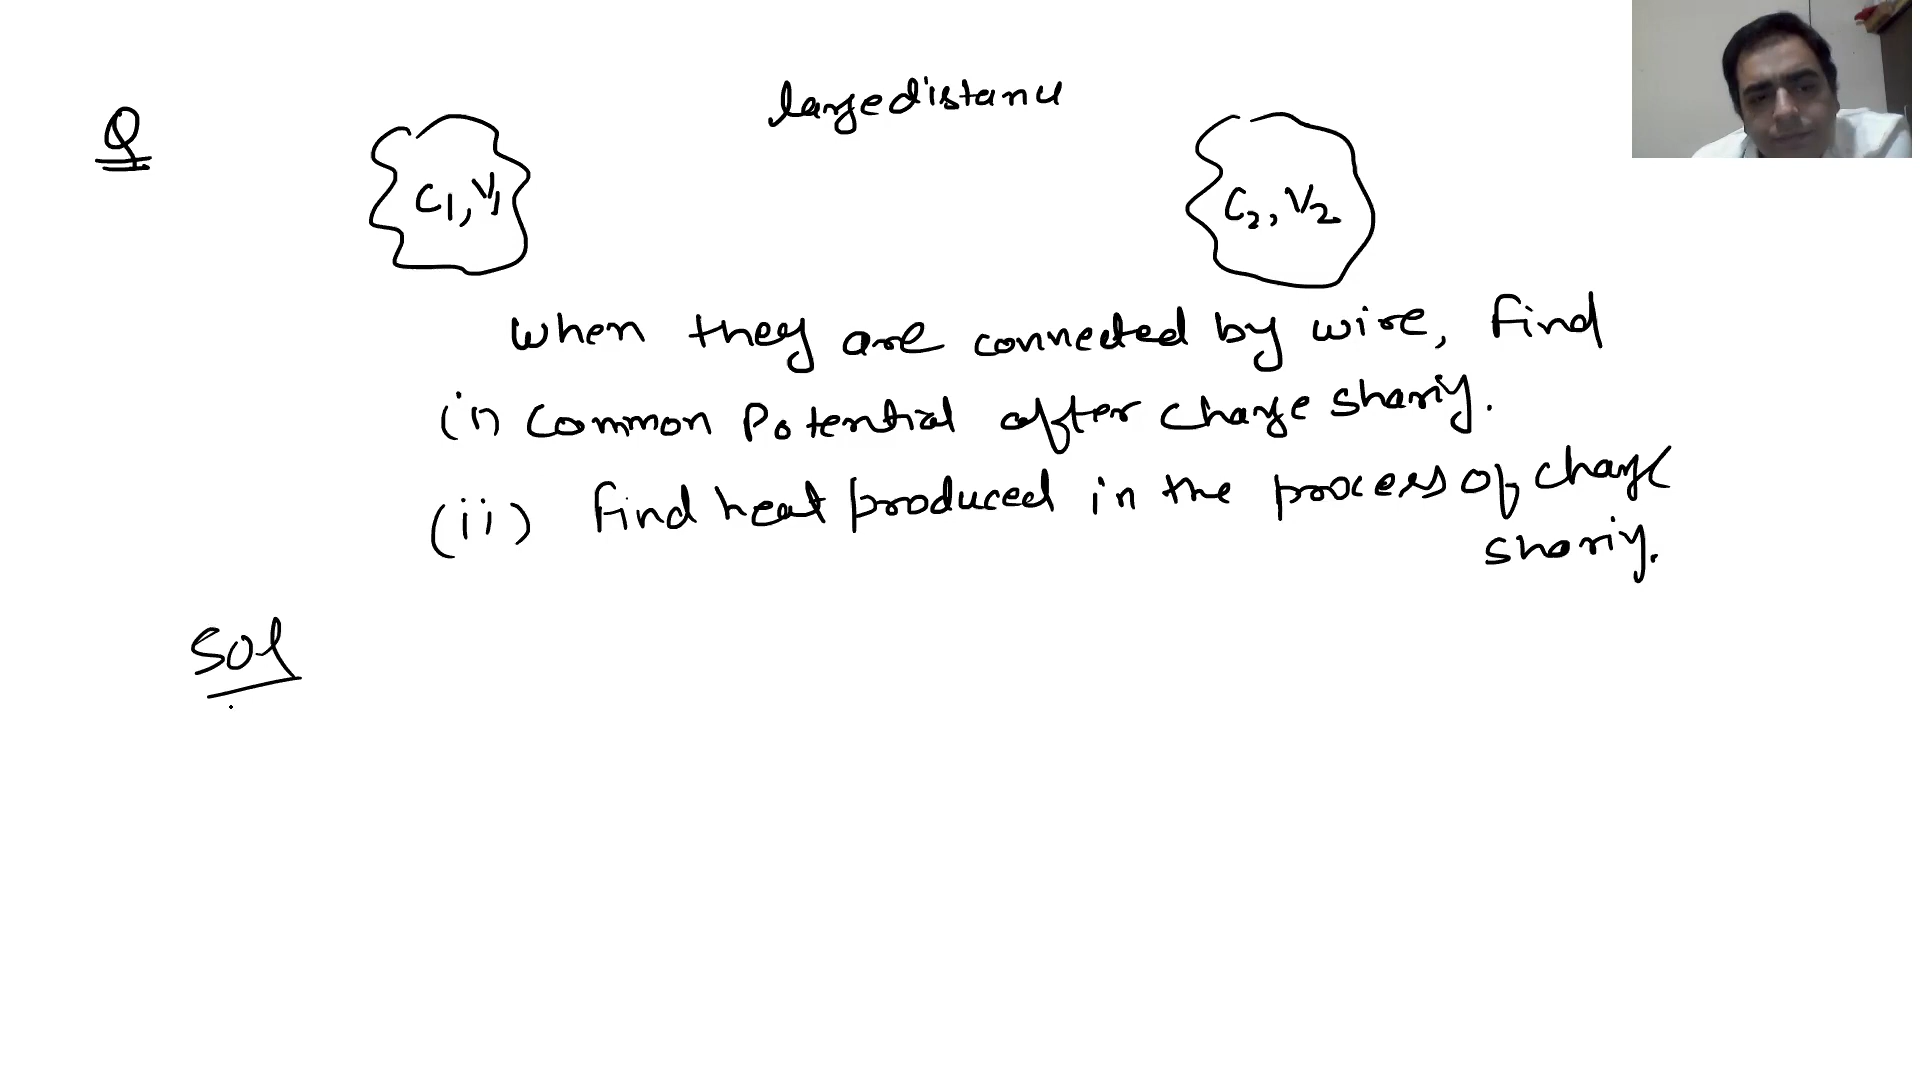 Q
large distance
C1, V1
C2, V2
when they are connected by wire, Find
(i) Common Potential after charge sharing.
(ii) Find heat produced in the process of charge
sharing.
Sol